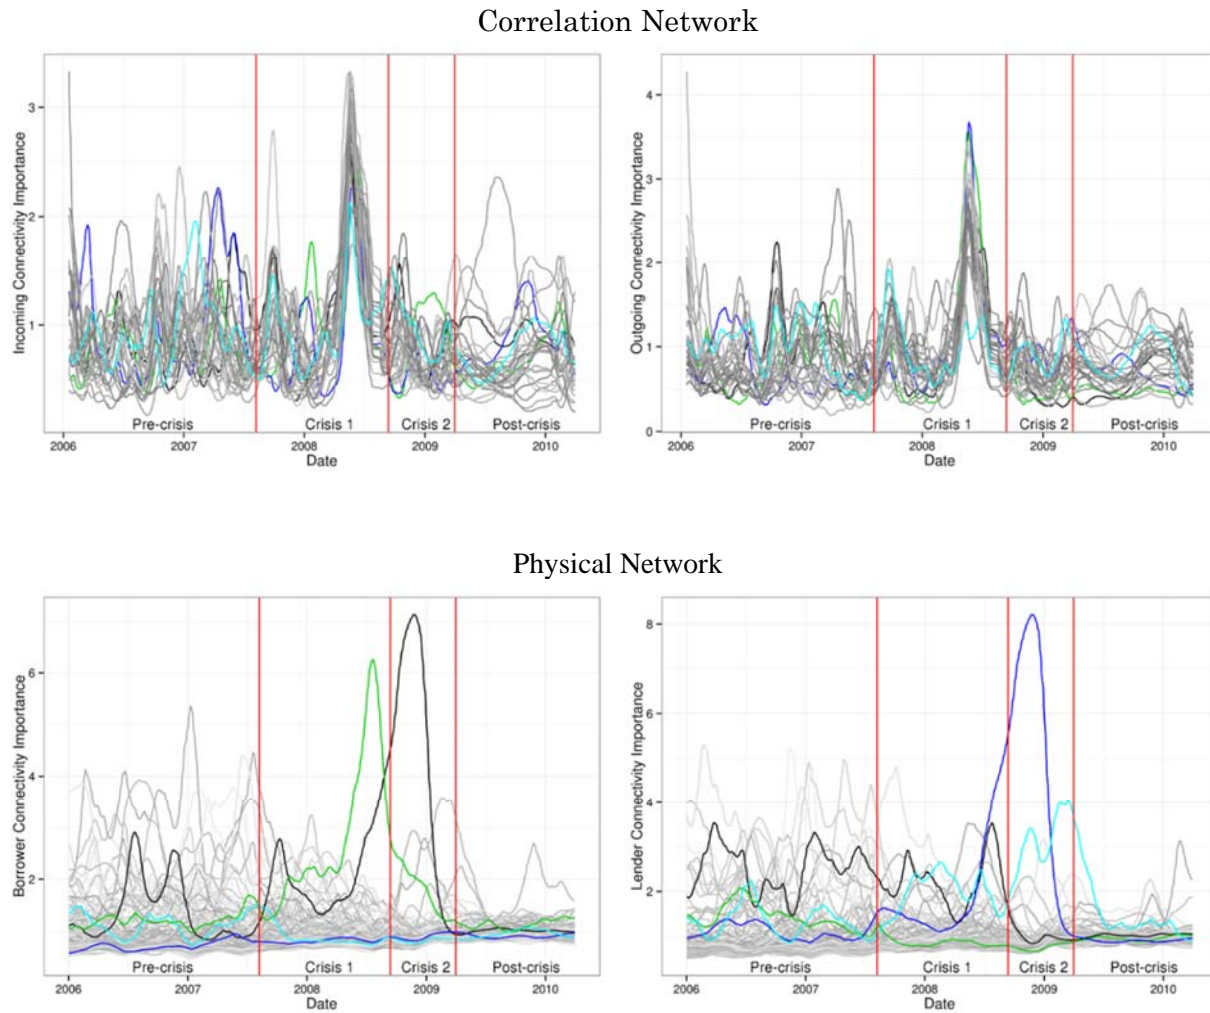 Correlation Network
Incoming Connectivity Importance
3
2
1
Pre-crisis Crisis 1 Crisis 2 Post-crisis
2006 2007 2008 2009 2010
Date
Outgoing Connectivity Importance
4
3
2
1
0
Pre-crisis Crisis 1 Crisis 2 Post-crisis
2006 2007 2008 2009 2010
Date
Physical Network
Borrower Connectivity Importance
6
4
2
Pre-crisis Crisis 1 Crisis 2 Post-crisis
2006 2007 2008 2009 2010
Date
Lender Connectivity Importance
8
6
4
2
Pre-crisis Crisis 1 Crisis 2 Post-crisis
2006 2007 2008 2009 2010
Date